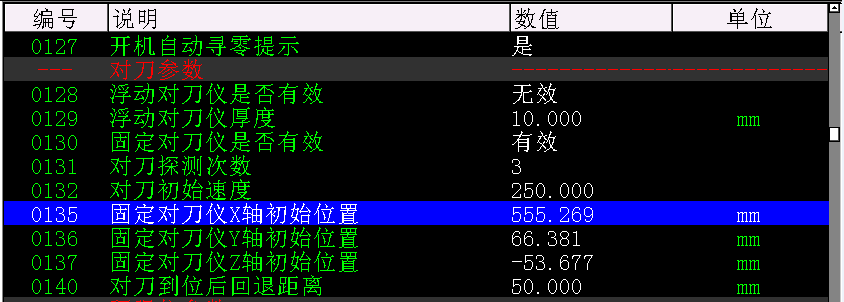 编号 说明 数值 单位
0127 开机自动寻零提示 是
--- 对刀参数 --------------------------
0128 浮动对刀仪是否有效 无效
0129 浮动对刀仪厚度 10.000 mm
0130 固定对刀仪是否有效 有效
0131 对刀探测次数 3
0132 对刀初始速度 250.000
0135 固定对刀仪X轴初始位置 555.269 mm
0136 固定对刀仪Y轴初始位置 66.381 mm
0137 固定对刀仪Z轴初始位置 -53.677 mm
0140 对刀到位后回退距离 50.000 mm